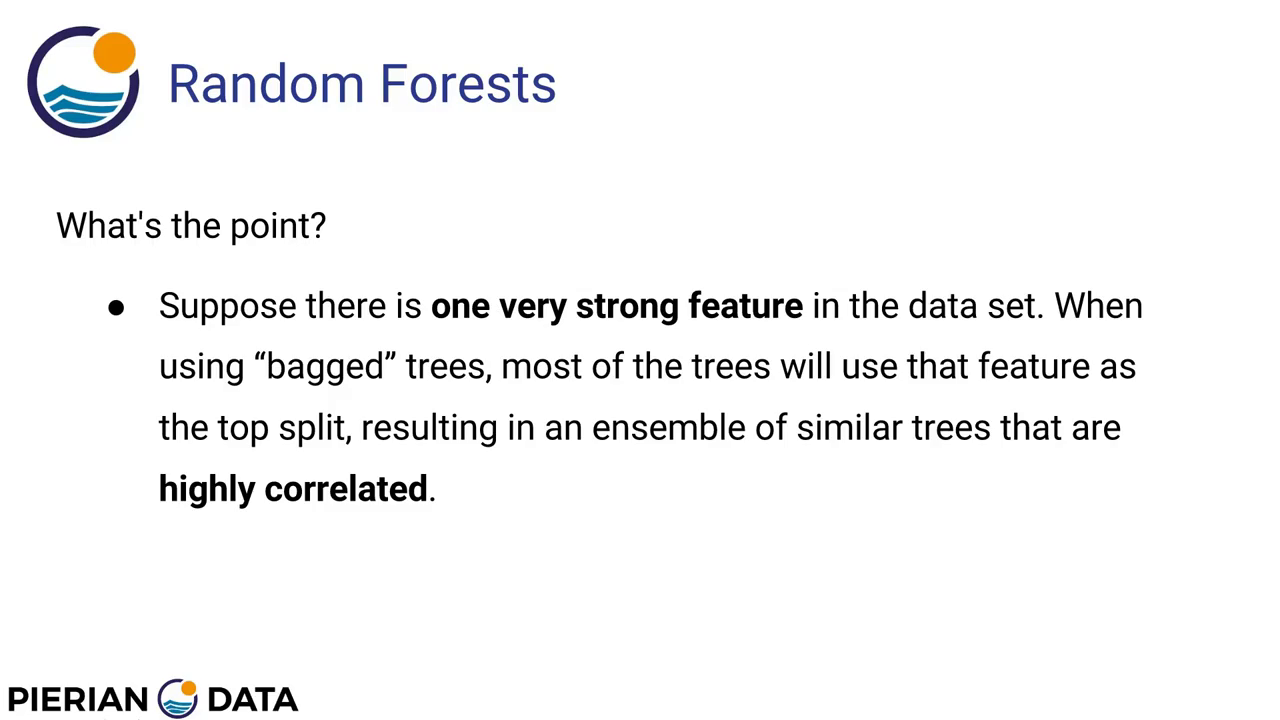 Random Forests
What's the point?
● Suppose there is one very strong feature in the data set. When
using “bagged” trees, most of the trees will use that feature as
the top split, resulting in an ensemble of similar trees that are
highly correlated.
PIERIAN DATA